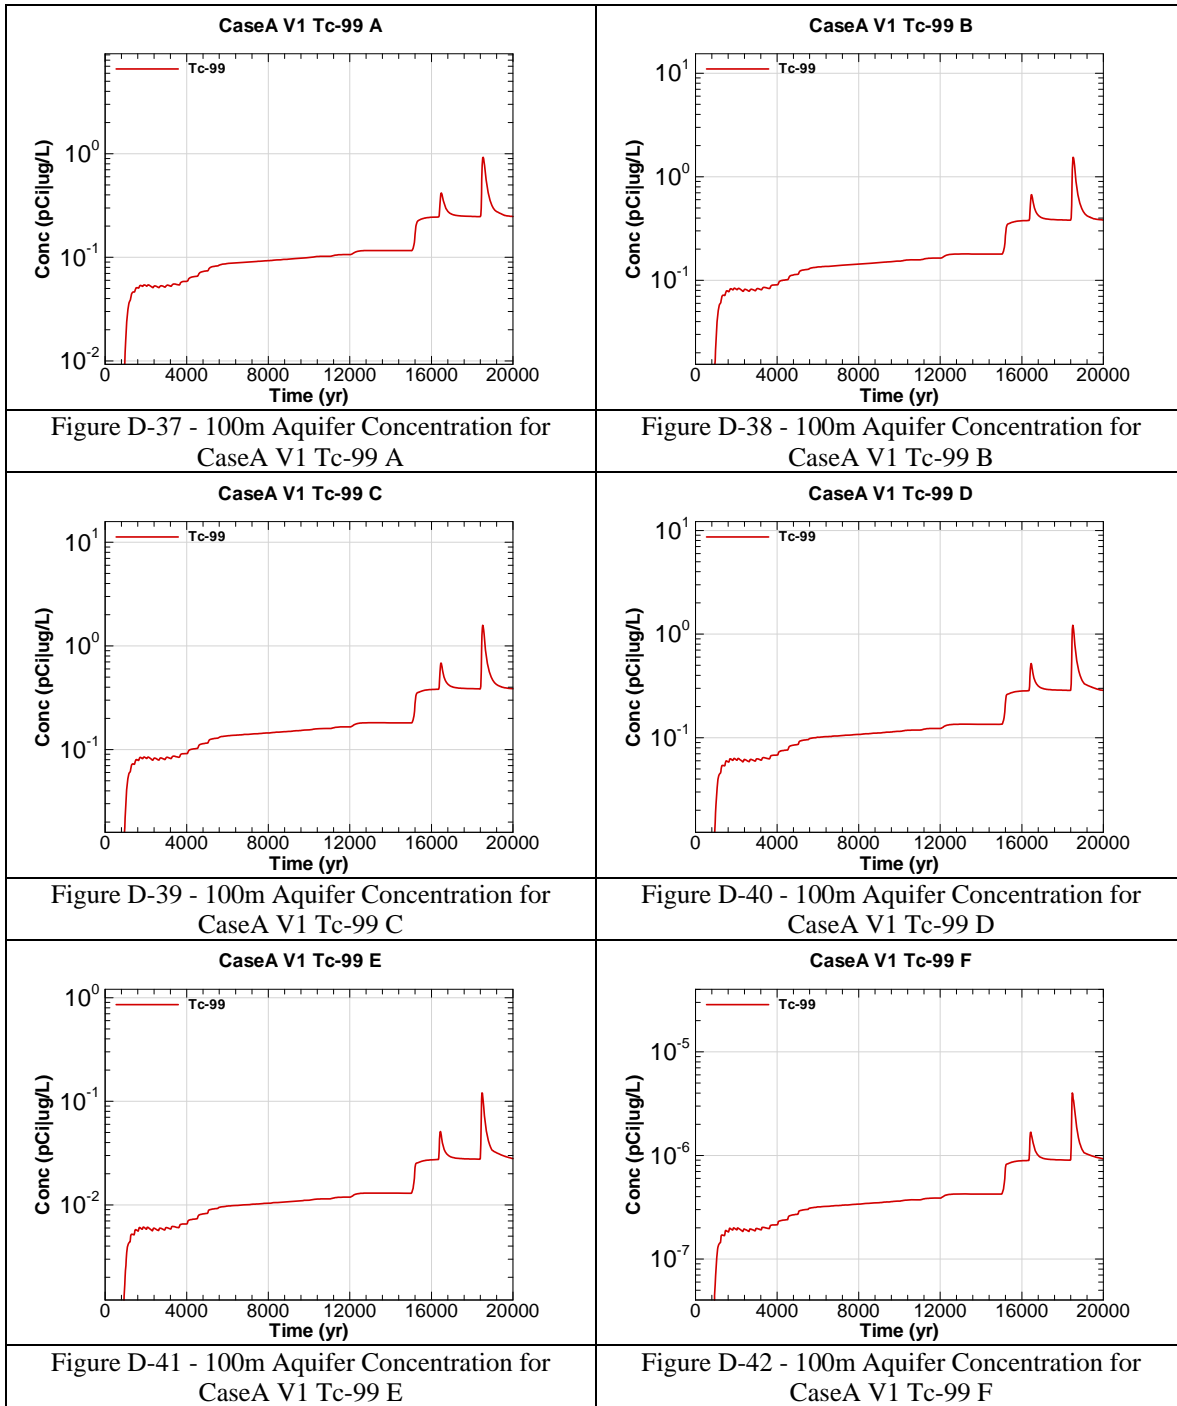 CaseA V1 Tc-99 A
Tc-99
10^0
10^-1
10^-2
Conc (pCi|ug/L)
0 4000 8000 12000 16000 20000
Time (yr)
Figure D-37 - 100m Aquifer Concentration for
CaseA V1 Tc-99 A
CaseA V1 Tc-99 B
Tc-99
10^1
10^0
10^-1
Conc (pCi|ug/L)
0 4000 8000 12000 16000 20000
Time (yr)
Figure D-38 - 100m Aquifer Concentration for
CaseA V1 Tc-99 B
CaseA V1 Tc-99 C
Tc-99
10^1
10^0
10^-1
Conc (pCi|ug/L)
0 4000 8000 12000 16000 20000
Time (yr)
Figure D-39 - 100m Aquifer Concentration for
CaseA V1 Tc-99 C
CaseA V1 Tc-99 D
Tc-99
10^1
10^0
10^-1
Conc (pCi|ug/L)
0 4000 8000 12000 16000 20000
Time (yr)
Figure D-40 - 100m Aquifer Concentration for
CaseA V1 Tc-99 D
CaseA V1 Tc-99 E
Tc-99
10^0
10^-1
10^-2
Conc (pCi|ug/L)
0 4000 8000 12000 16000 20000
Time (yr)
Figure D-41 - 100m Aquifer Concentration for
CaseA V1 Tc-99 E
CaseA V1 Tc-99 F
Tc-99
10^-5
10^-6
10^-7
Conc (pCi|ug/L)
0 4000 8000 12000 16000 20000
Time (yr)
Figure D-42 - 100m Aquifer Concentration for
CaseA V1 Tc-99 F